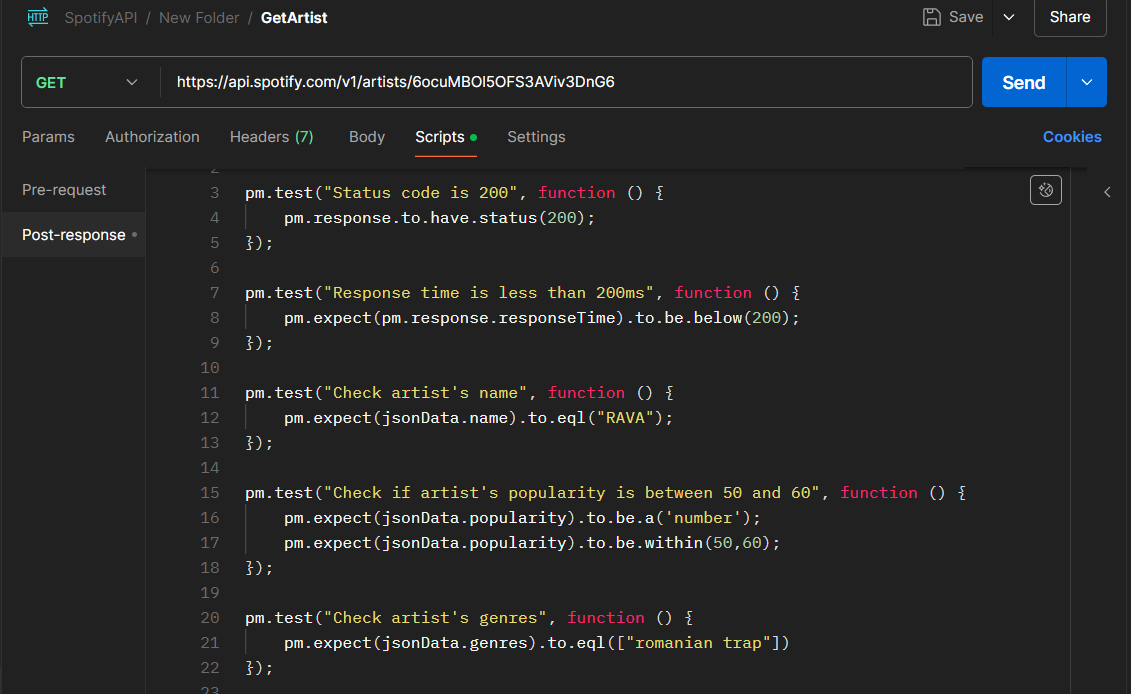 HTTP SpotifyAPI / New Folder / GetArtist Save Share
GET https://api.spotify.com/v1/artists/6ocuMBOl5OFS3AViv3DnG6 Send
Params Authorization Headers (7) Body Scripts Settings Cookies
Pre-request
Post-response
2
3 pm.test("Status code is 200", function () {
4 pm.response.to.have.status(200);
5 });
6
7 pm.test("Response time is less than 200ms", function () {
8 pm.expect(pm.response.responseTime).to.be.below(200);
9 });
10
11 pm.test("Check artist's name", function () {
12 pm.expect(jsonData.name).to.eql("RAVA");
13 });
14
15 pm.test("Check if artist's popularity is between 50 and 60", function () {
16 pm.expect(jsonData.popularity).to.be.a('number');
17 pm.expect(jsonData.popularity).to.be.within(50,60);
18 });
19
20 pm.test("Check artist's genres", function () {
21 pm.expect(jsonData.genres).to.eql(["romanian trap"])
22 });
23